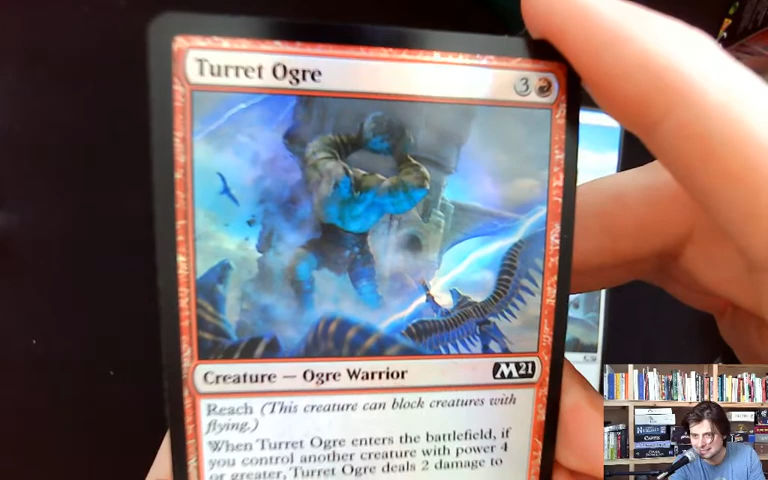 Turret Ogre
3
Creature — Ogre Warrior
M21
Reach (This creature can block creatures with
flying.)
When Turret Ogre enters the battlefield, if
you control another creature with power 4
or greater, Turret Ogre deals 2 damage to